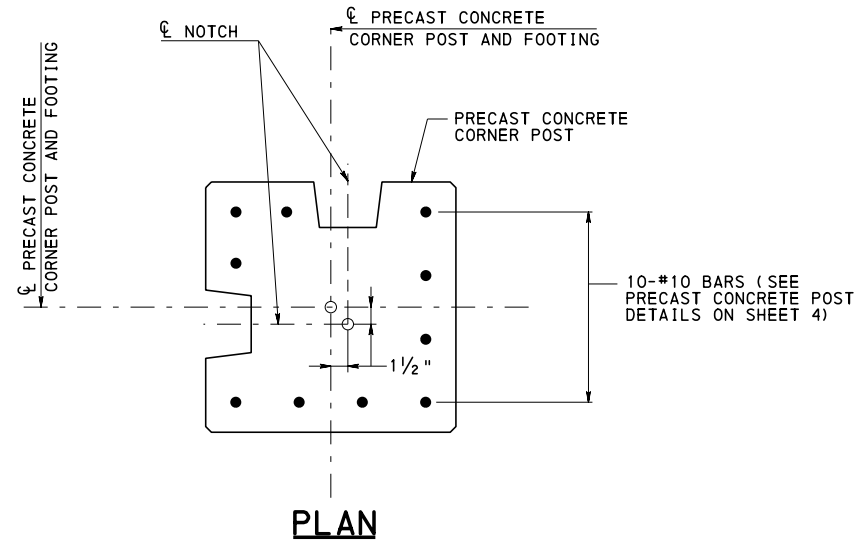 ℄ PRECAST CONCRETE
CORNER POST AND FOOTING
℄ NOTCH
℄ PRECAST CONCRETE
CORNER POST AND FOOTING
PRECAST CONCRETE
CORNER POST
10-#10 BARS (SEE
PRECAST CONCRETE POST
DETAILS ON SHEET 4)
1½"
PLAN